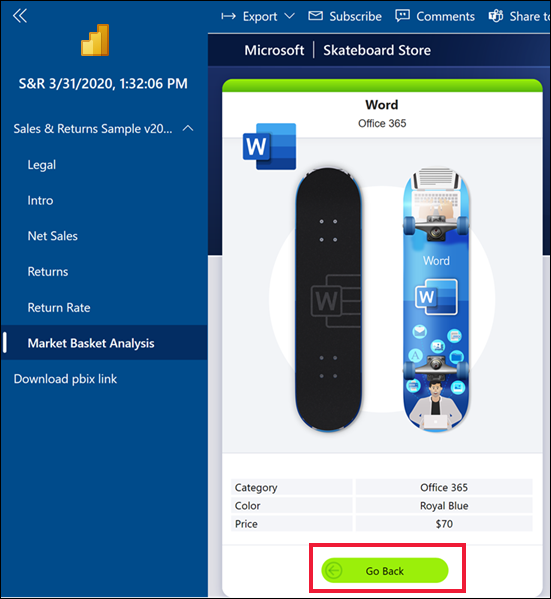 Export
Subscribe
Comments
Share to
S&R 3/31/2020, 1:32:06 PM
Sales & Returns Sample v20...
Legal
Intro
Net Sales
Returns
Return Rate
Market Basket Analysis
Download pbix link
Microsoft | Skateboard Store
Word
Office 365
W
W
Word
W
Category Office 365
Color Royal Blue
Price $70
Go Back